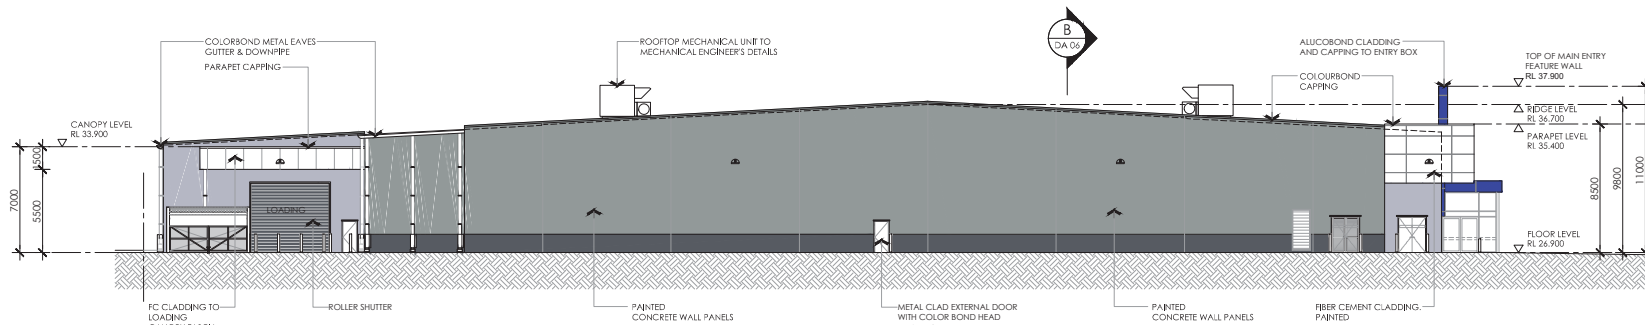 COLORBOND METAL EAVES
GUTTER & DOWNPIPE
PARAPET CAPPING
ROOFTOP MECHANICAL UNIT TO
MECHANICAL ENGINEER'S DETAILS
B
DA 06
ALUCOBOND CLADDING
AND CAPPING TO ENTRY BOX
COLOURBOND
CAPPING
TOP OF MAIN ENTRY
FEATURE WALL
RL 37.900
RIDGE LEVEL
RL 36.700
PARAPET LEVEL
RL 35.400
CANOPY LEVEL
RL 33.900
7000
1500
5500
LOADING
8500
9800
11000
FLOOR LEVEL
RL 26.900
FC CLADDING TO
LOADING
ROLLER SHUTTER
PAINTED
CONCRETE WALL PANELS
METAL CLAD EXTERNAL DOOR
WITH COLOR BOND HEAD
PAINTED
CONCRETE WALL PANELS
FIBER CEMENT CLADDING,
PAINTED